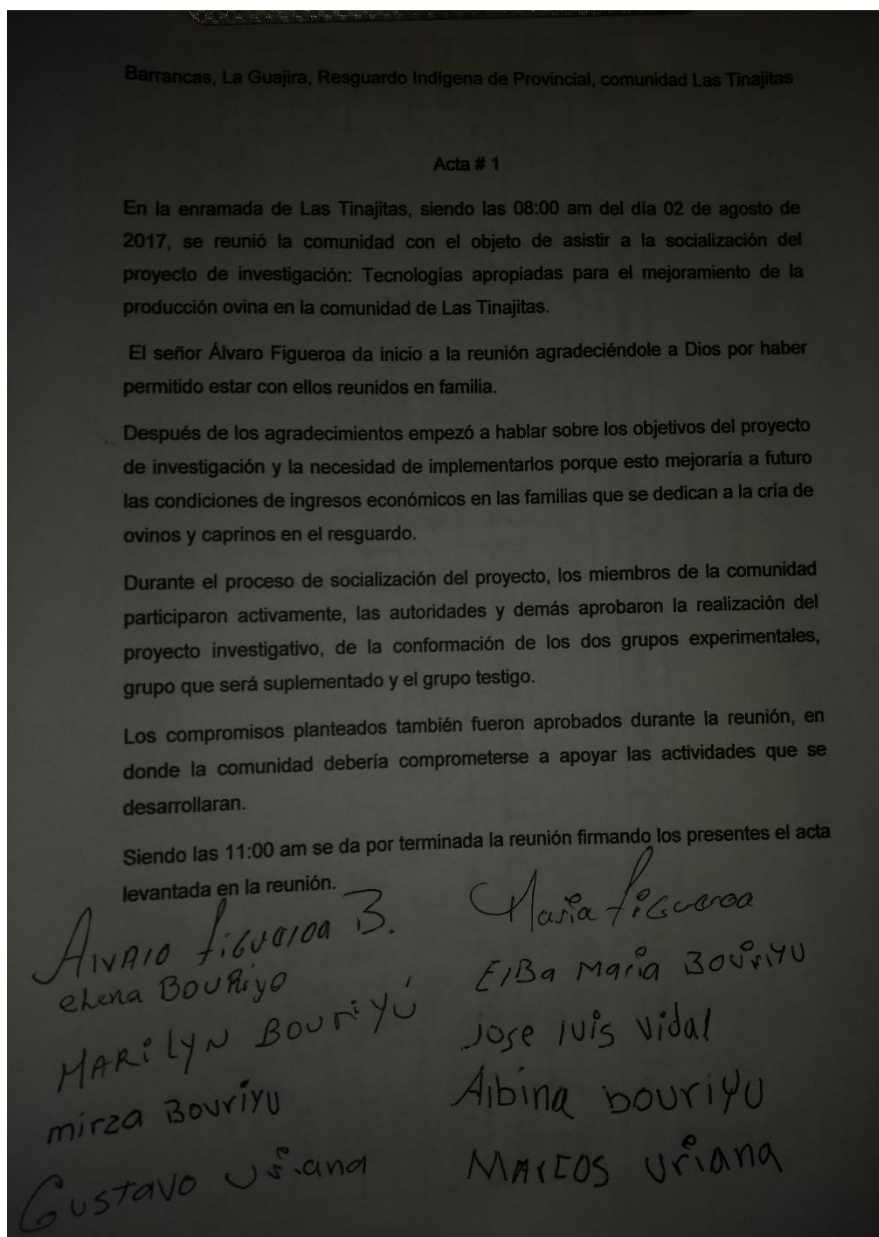 Barrancas, La Guajira, Resguardo Indígena de Provincial, comunidad Las Tinajitas
Acta # 1
En la enramada de Las Tinajitas, siendo las 08:00 am del día 02 de agosto de
2017, se reunió la comunidad con el objeto de asistir a la socialización del
proyecto de investigación: Tecnologías apropiadas para el mejoramiento de la
producción ovina en la comunidad de Las Tinajitas.
El señor Álvaro Figueroa da inicio a la reunión agradeciéndole a Dios por haber
permitido estar con ellos reunidos en familia.
Después de los agradecimientos empezó a hablar sobre los objetivos del proyecto
de investigación y la necesidad de implementarlos porque esto mejoraría a futuro
las condiciones de ingresos económicos en las familias que se dedican a la cría de
ovinos y caprinos en el resguardo.
Durante el proceso de socialización del proyecto, los miembros de la comunidad
participaron activamente, las autoridades y demás aprobaron la realización del
proyecto investigativo, de la conformación de los dos grupos experimentales,
grupo que será suplementado y el grupo testigo.
Los compromisos planteados también fueron aprobados durante la reunión, en
donde la comunidad debería comprometerse a apoyar las actividades que se
desarrollaran.
Siendo las 11:00 am se da por terminada la reunión firmando los presentes el acta
levantada en la reunión.
Alvaro Figueroa B.
elena BOURiyo
MARiLYN BOURIYÚ
mirza Bouriyu
Gustavo Uriana
Maria Figueroa
ElBa Maria Bouriyu
Jose luis vidal
Albina bouriyu
MARCOS uriana